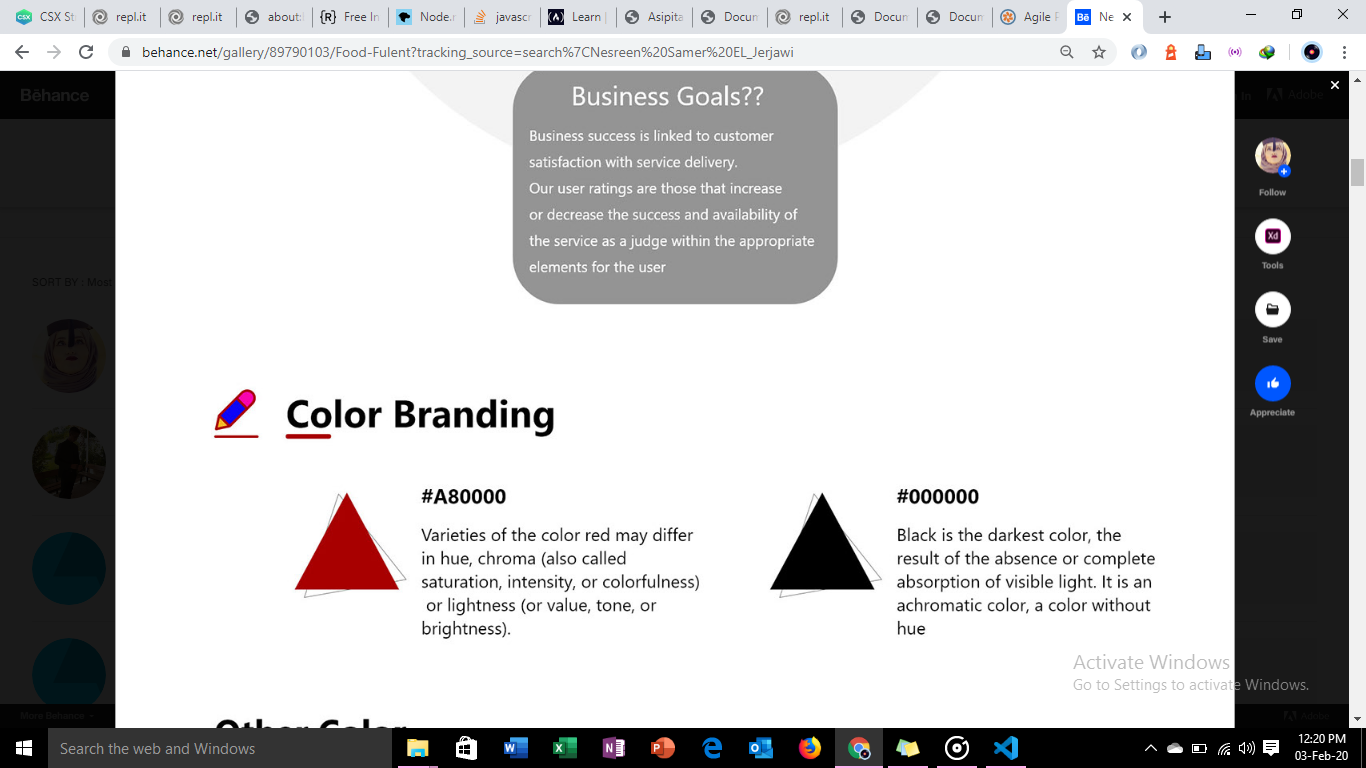 CSX St
repl.it
repl.it
about:
Free In
Node.r
javascr
Learn |
Asipita
Docum
repl.it
Docun
Docum
Agile P
Ne
behance.net/gallery/89790103/Food-Fulent?tracking_source=search%7CNesreen%20Samer%20EL_Jerjawi
Bēhance
Adobe
Business Goals??
Business success is linked to customer
satisfaction with service delivery.
Our user ratings are those that increase
or decrease the success and availability of
the service as a judge within the appropriate
elements for the user
Follow
Xd
Tools
Save
Appreciate
SORT BY : Most
Color Branding
#A80000
Varieties of the color red may differ
in hue, chroma (also called
saturation, intensity, or colorfulness)
or lightness (or value, tone, or
brightness).
#000000
Black is the darkest color, the
result of the absence or complete
absorption of visible light. It is an
achromatic color, a color without
hue
Activate Windows
Go to Settings to activate Windows.
Other Color
More Behance
Adobe
Search the web and Windows
12:20 PM
03-Feb-20